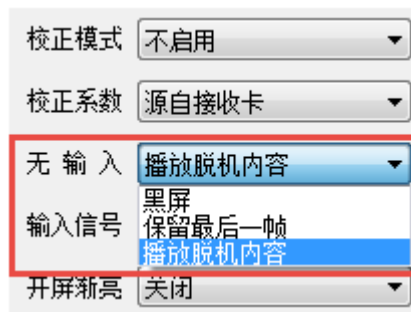 校正模式 不启用
校正系数 源自接收卡
无 输 入 播放脱机内容
黑屏
输入信号 保留最后一帧
播放脱机内容
开屏渐亮 关闭